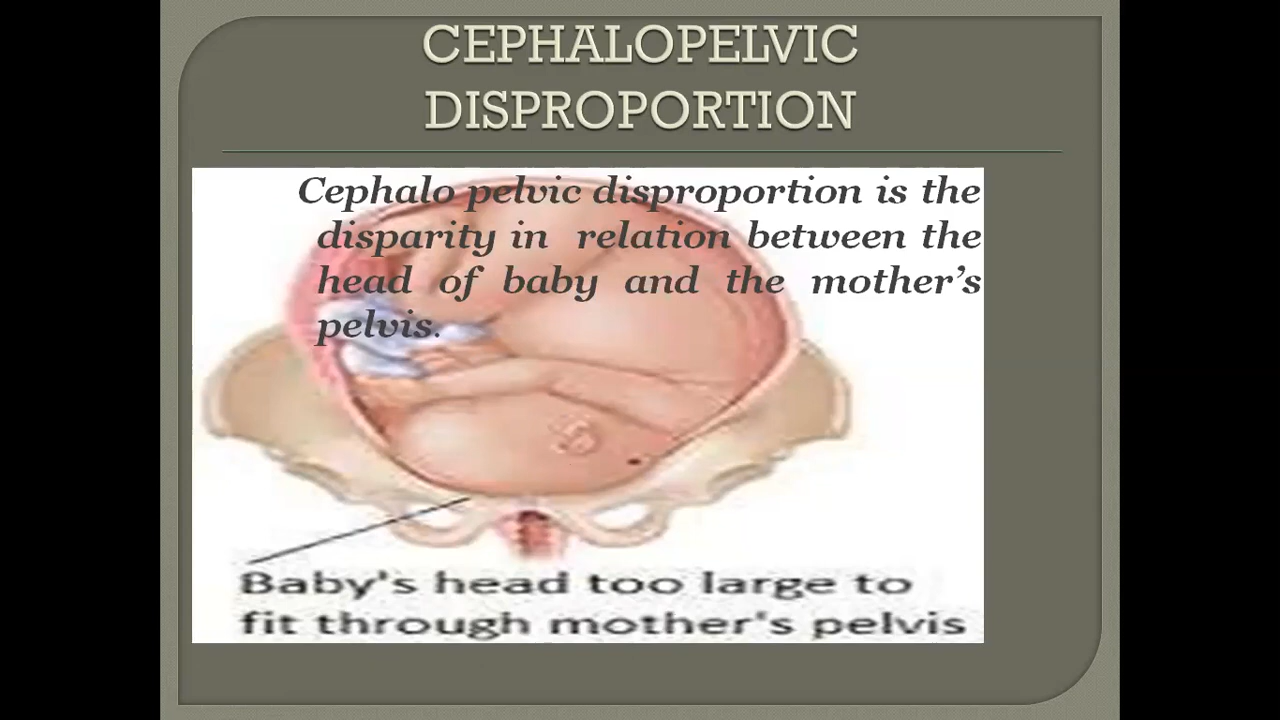 CEPHALOPELVIC
DISPROPORTION
Cephalo pelvic disproportion is the
disparity in relation between the
head of baby and the mother’s
pelvis.
Baby's head too large to
fit through mother's pelvis